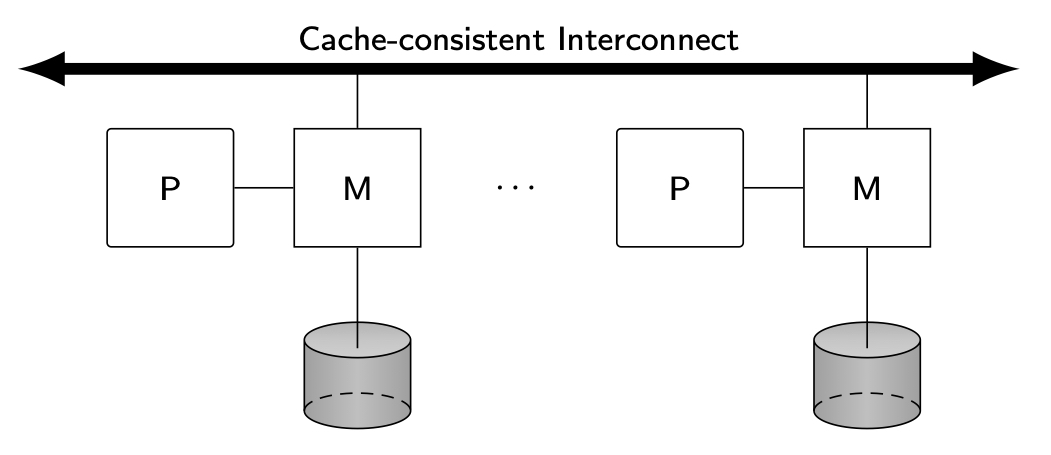 Cache-consistent Interconnect
P M ... P M